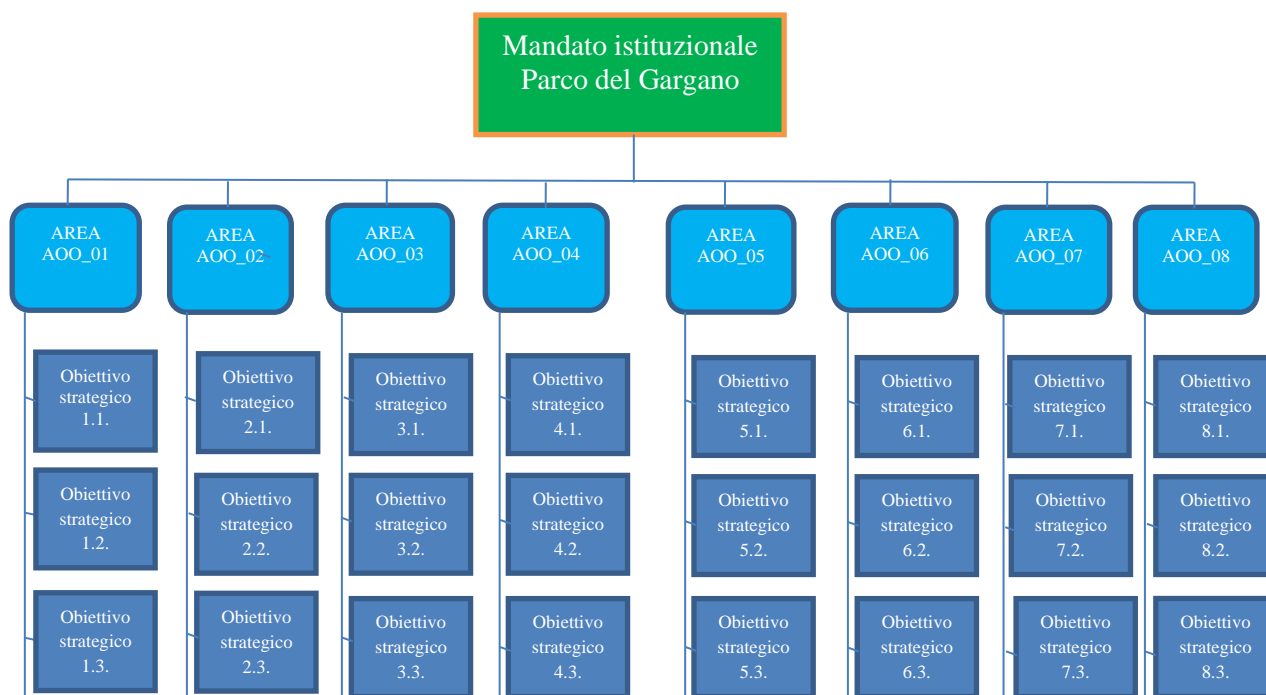 Mandato istituzionale
Parco del Gargano
AREA
AOO_01
AREA
AOO_02
AREA
AOO_03
AREA
AOO_04
AREA
AOO_05
AREA
AOO_06
AREA
AOO_07
AREA
AOO_08
Obiettivo
strategico
1.1.
Obiettivo
strategico
2.1.
Obiettivo
strategico
3.1.
Obiettivo
strategico
4.1.
Obiettivo
strategico
5.1.
Obiettivo
strategico
6.1.
Obiettivo
strategico
7.1.
Obiettivo
strategico
8.1.
Obiettivo
strategico
1.2.
Obiettivo
strategico
2.2.
Obiettivo
strategico
3.2.
Obiettivo
strategico
4.2.
Obiettivo
strategico
5.2.
Obiettivo
strategico
6.2.
Obiettivo
strategico
7.2.
Obiettivo
strategico
8.2.
Obiettivo
strategico
1.3.
Obiettivo
strategico
2.3.
Obiettivo
strategico
3.3.
Obiettivo
strategico
4.3.
Obiettivo
strategico
5.3.
Obiettivo
strategico
6.3.
Obiettivo
strategico
7.3.
Obiettivo
strategico
8.3.